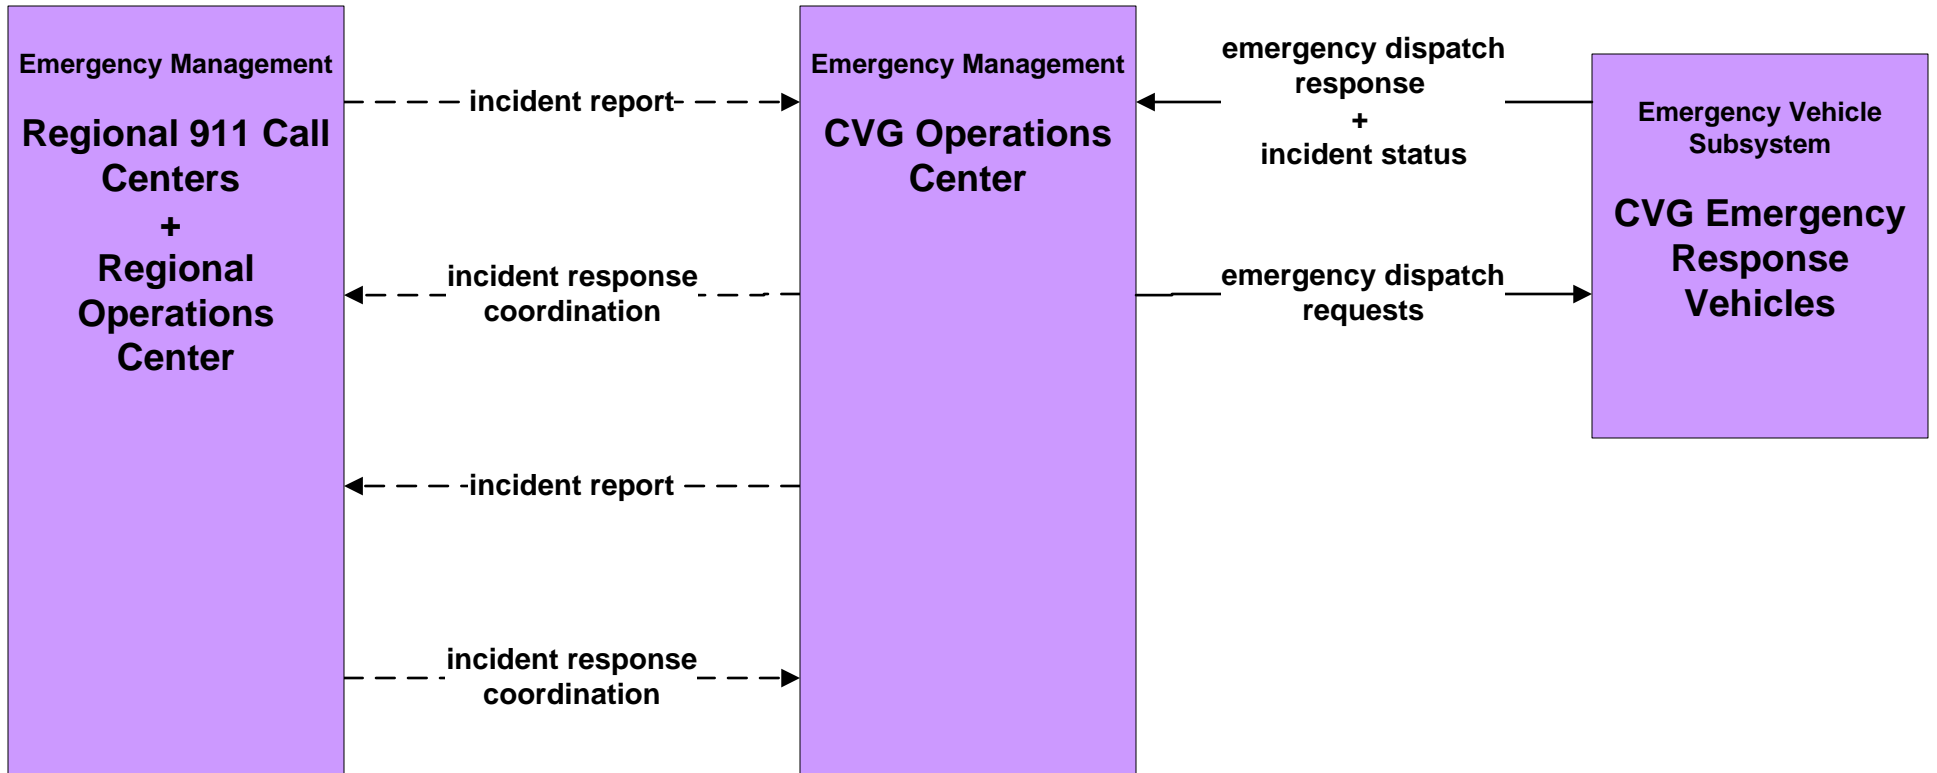 Emergency Management
Regional 911 Call
Centers
+
Regional
Operations
Center
incident report
incident response
coordination
incident report
incident response
coordination
Emergency Management
CVG Operations
Center
emergency dispatch
response
+
incident status
emergency dispatch
requests
Emergency Vehicle
Subsystem
CVG Emergency
Response
Vehicles